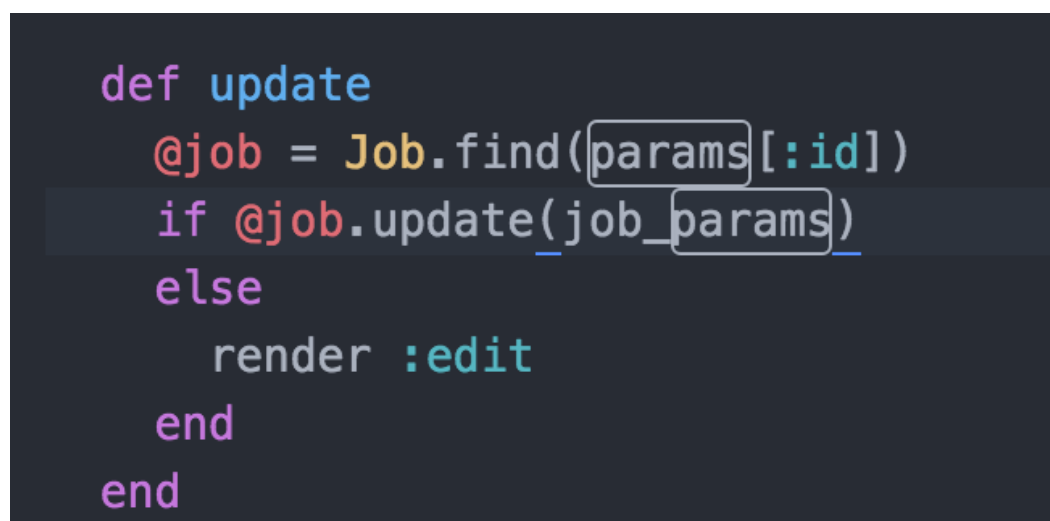 def update
  @job = Job.find(params[:id])
  if @job.update(job_params)
  else
    render :edit
  end
end